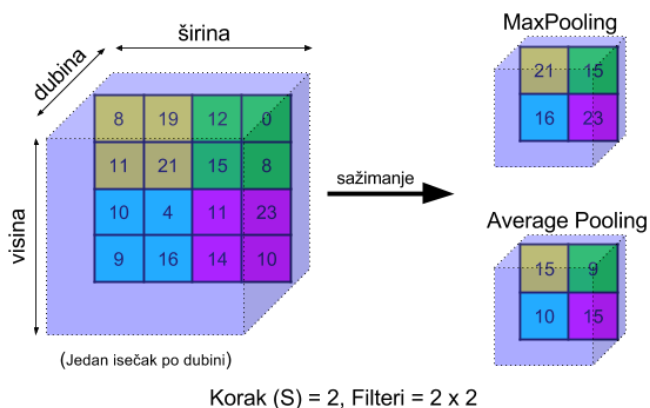 širina
dubina
visina
8 19 12 0
11 21 15 8
10 4 11 23
9 16 14 10
(Jedan isečak po dubini)
sažimanje
MaxPooling
21 15
16 23
Average Pooling
15 9
10 15
Korak (S) = 2, Filteri = 2 x 2